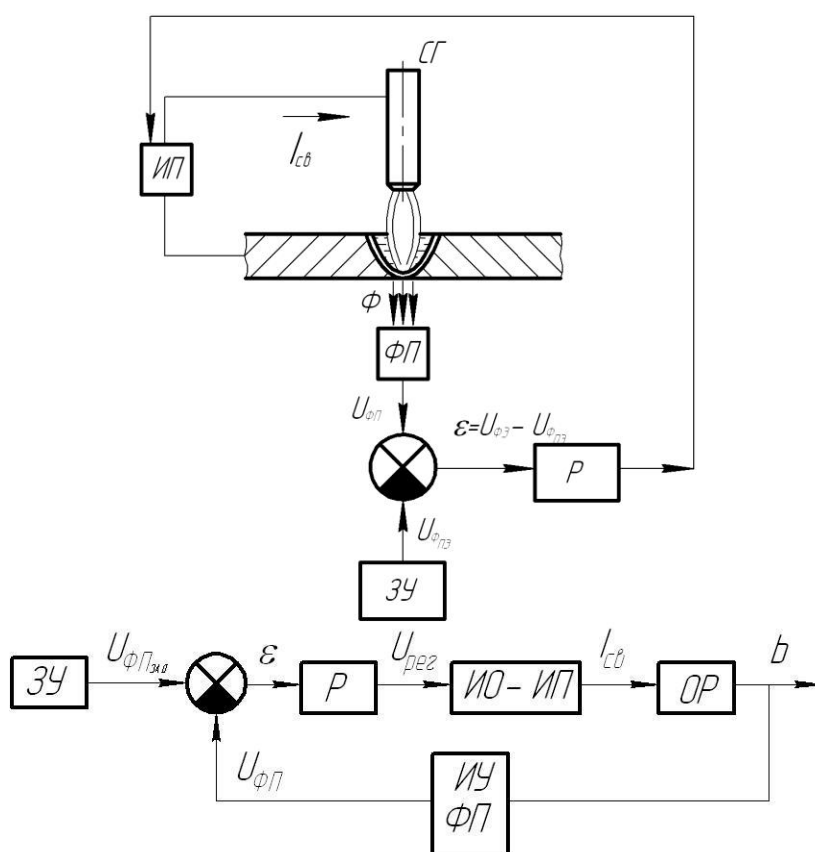 СГ
ИП
Iсв
Ф
ФП
Uфп
ε=Uфз – Uфпз
Р
Uфпз
ЗУ
ЗУ
UФПзад
ε
Р
Uрег
ИО – ИП
Iсв
ОР
b
UФП
ИУ
ФП